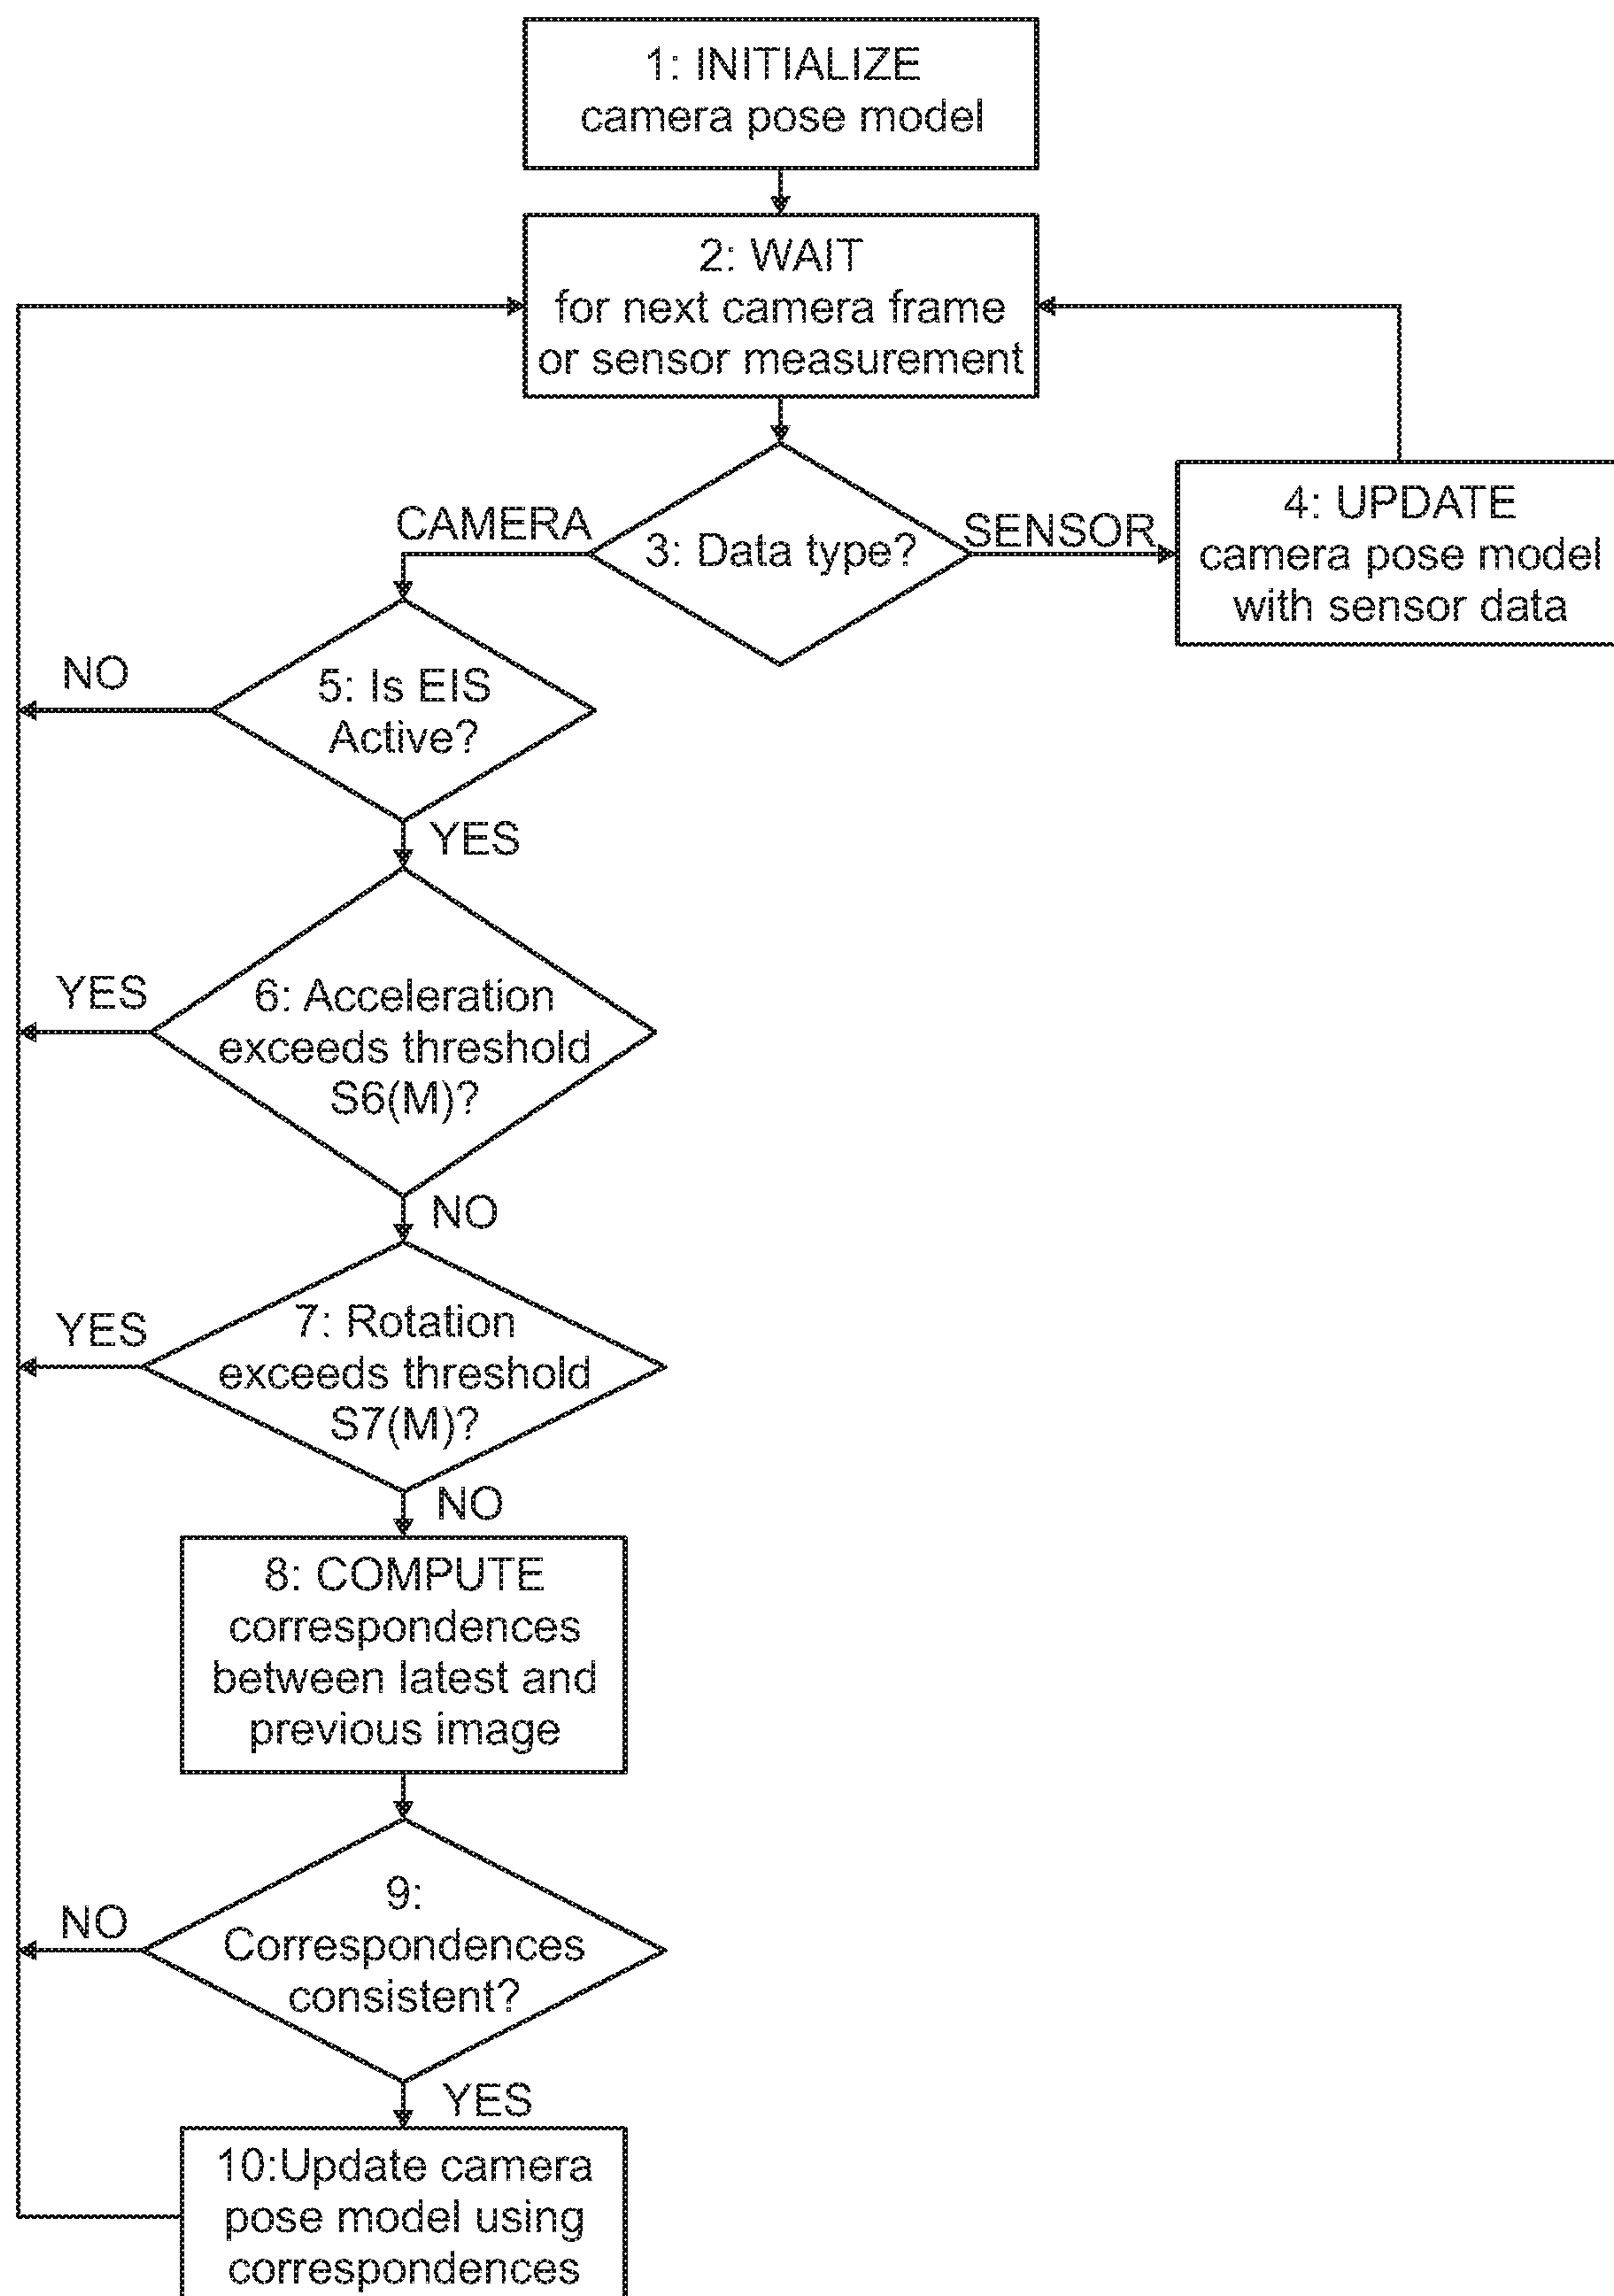 1: INITIALIZE
camera pose model
2: WAIT
for next camera frame
or sensor measurement
CAMERA
3: Data type?
SENSOR
4: UPDATE
camera pose model
with sensor data
NO
5: Is EIS
Active?
YES
YES
6: Acceleration
exceeds threshold
S6(M)?
NO
YES
7: Rotation
exceeds threshold
S7(M)?
NO
8: COMPUTE
correspondences
between latest and
previous image
NO
9:
Correspondences
consistent?
YES
10:Update camera
pose model using
correspondences